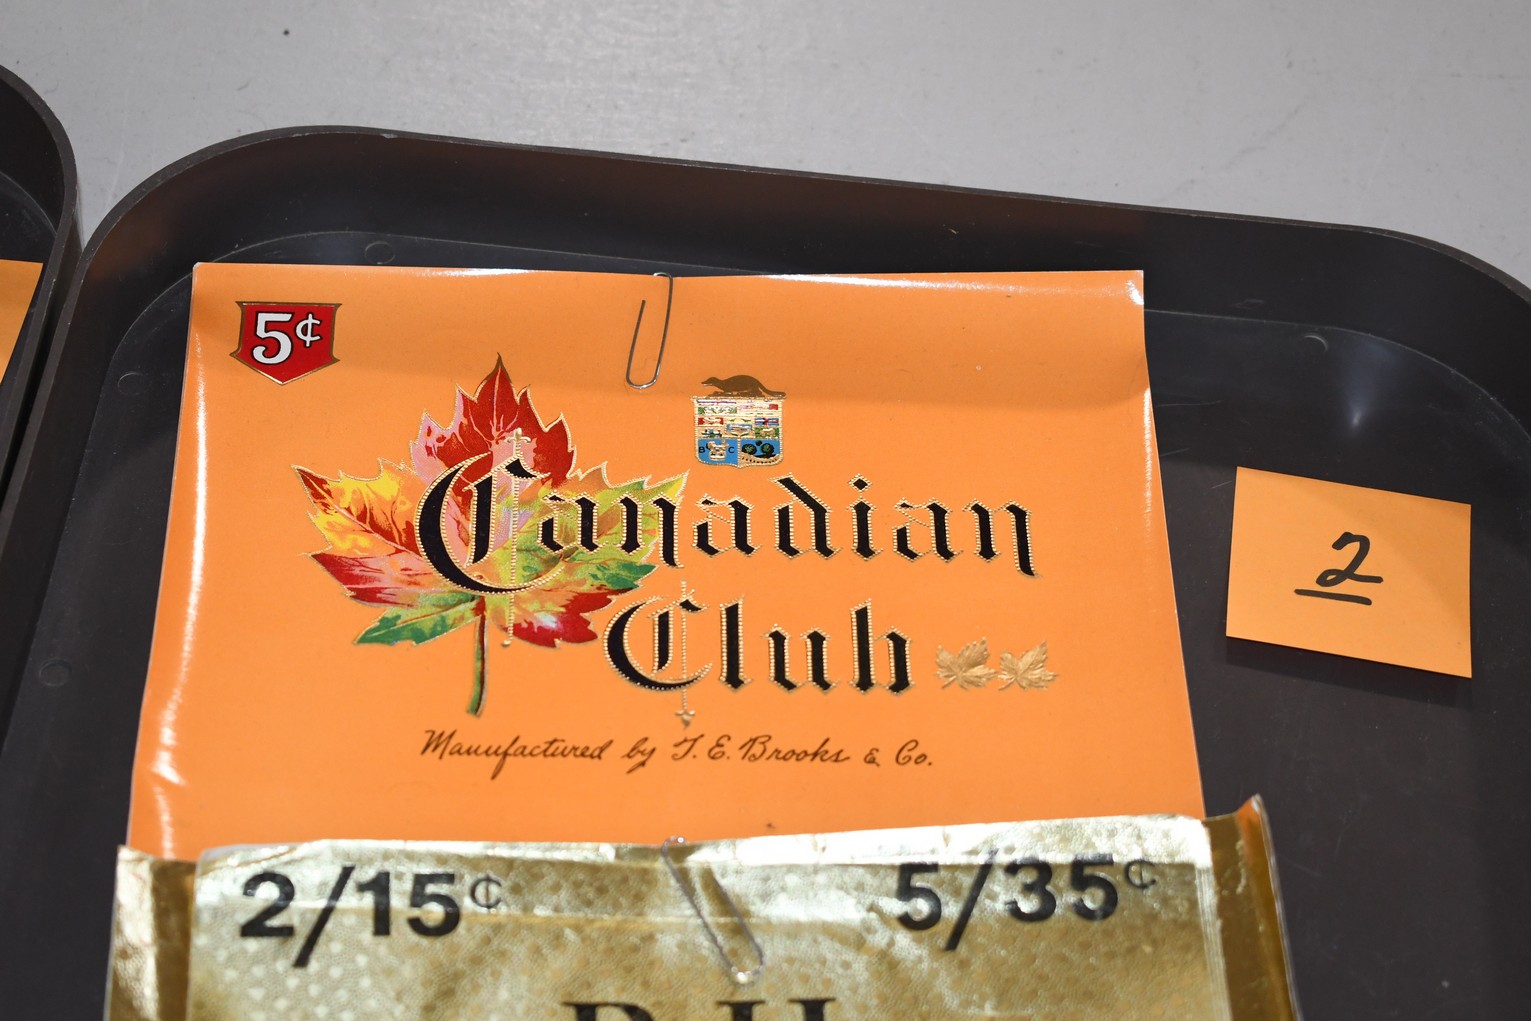 5¢
B C
Canadian
Club
Manufactured by T. E. Brooks & Co.
2
2/15¢ 5/35¢